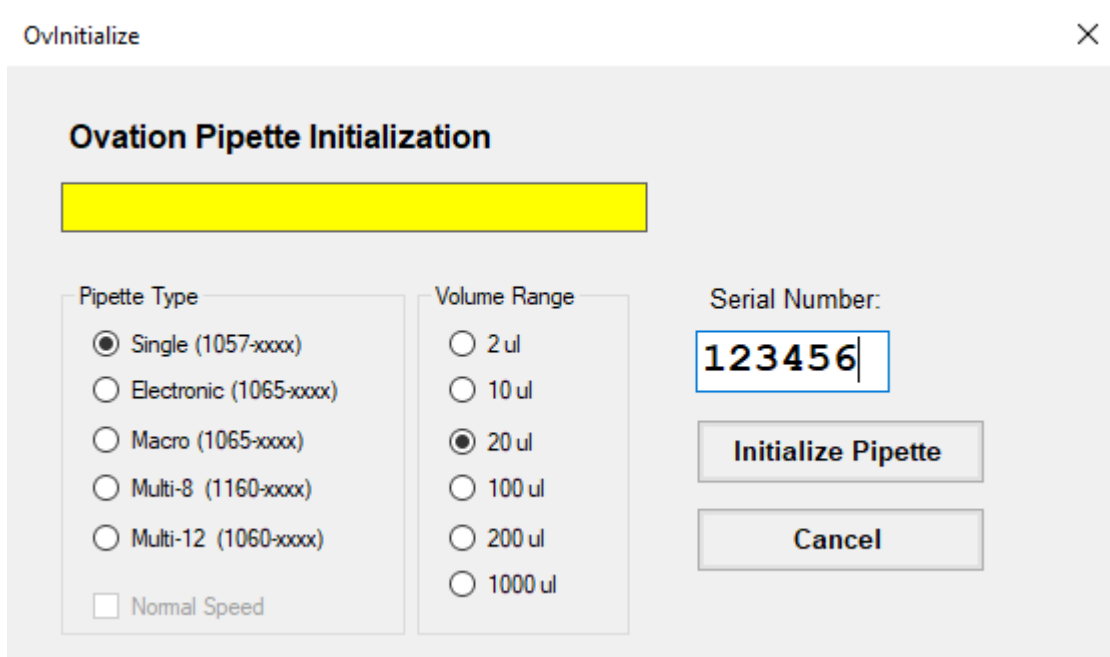 OvInitialize
Ovation Pipette Initialization
Pipette Type
Single (1057-xxxx)
Electronic (1065-xxxx)
Macro (1065-xxxx)
Multi-8 (1160-xxxx)
Multi-12 (1060-xxxx)
Normal Speed
Volume Range
2 ul
10 ul
20 ul
100 ul
200 ul
1000 ul
Serial Number:
123456
Initialize Pipette
Cancel